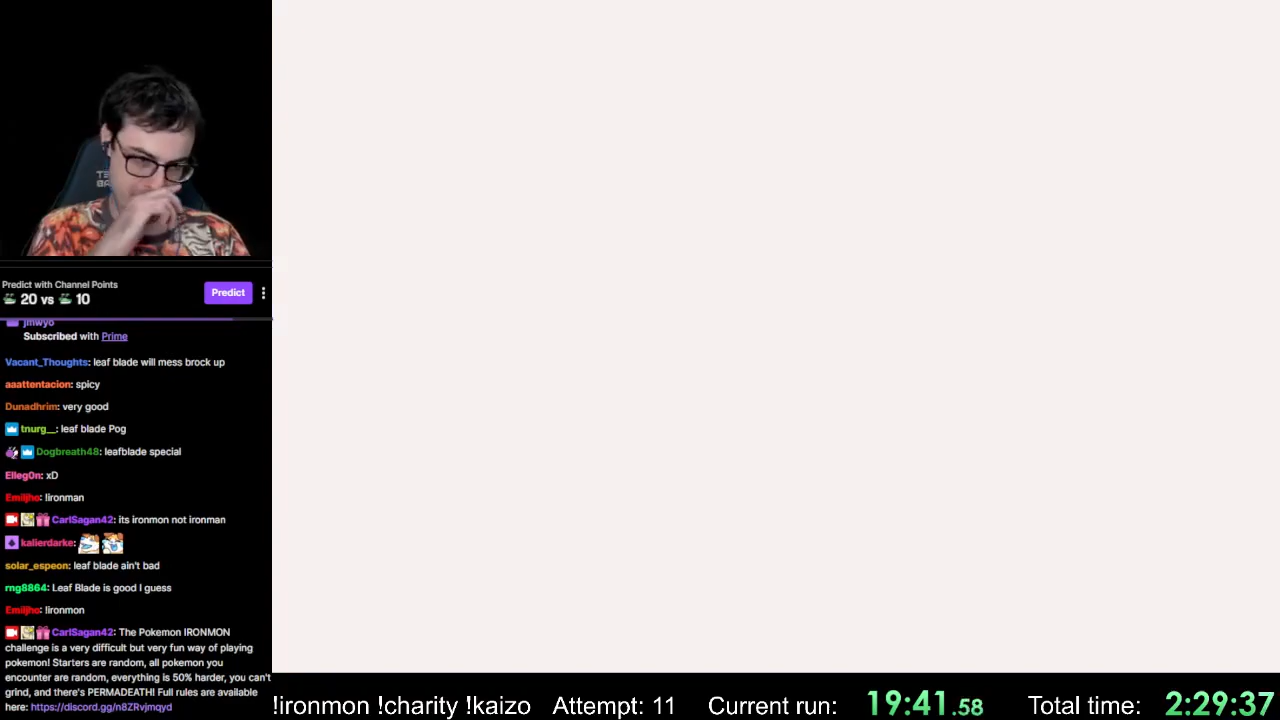 Predict with Channel Points
20 vs 10
Predict
jmwyo
Subscribed with Prime
Vacant_Thoughts: leaf blade will mess brock up
aaattentacion: spicy
Dunadhrim: very good
tnurg__: leaf blade Pog
Dogbreath48: leafblade special
Elleg0n: xD
Emiljho: !ironman
CarlSagan42: its ironmon not ironman
kalierdarke:
solar_espeon: leaf blade ain't bad
rng8864: Leaf Blade is good I guess
Emiljho: !ironmon
CarlSagan42: The Pokemon IRONMON
challenge is a very difficult but very fun way of playing
pokemon! Starters are random, all pokemon you
encounter are random, everything is 50% harder, you can't
grind, and there's PERMADEATH! Full rules are available
here: https://discord.gg/n8ZRvjmqyd
!ironmon !charity !kaizo Attempt: 11 Current run: 19:41.58 Total time: 2:29:37